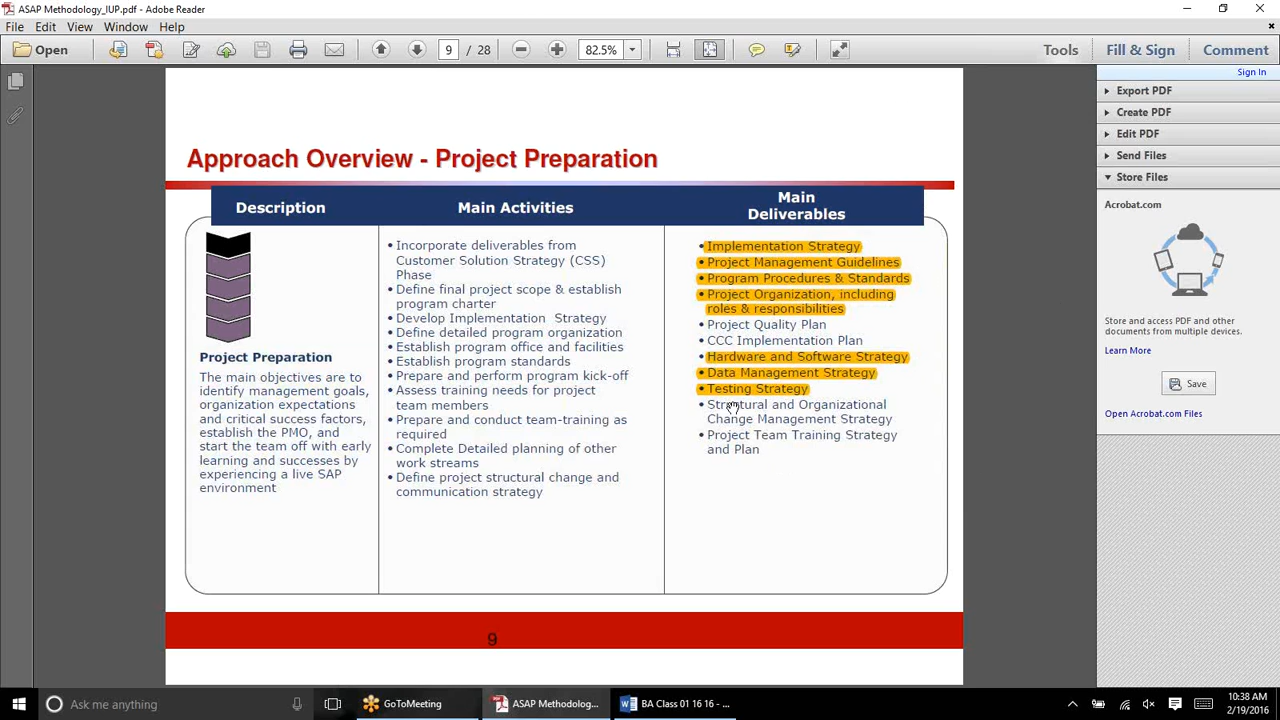 ASAP Methodology_IUP.pdf - Adobe Reader
File Edit View Window Help
Open 9 / 28 82.5% Tools Fill & Sign Comment
Sign In
Export PDF
Create PDF
Edit PDF
Send Files
Store Files
Acrobat.com
Store and access PDF and other
documents from multiple devices.
Learn More
Save
Open Acrobat.com Files
Approach Overview - Project Preparation
Description
Main Activities
Main
Deliverables
Project Preparation
The main objectives are to
identify management goals,
organization expectations
and critical success factors,
establish the PMO, and
start the team off with early
learning and successes by
experiencing a live SAP
environment
• Incorporate deliverables from
Customer Solution Strategy (CSS)
Phase
• Define final project scope & establish
program charter
• Develop Implementation Strategy
• Define detailed program organization
• Establish program office and facilities
• Establish program standards
• Prepare and perform program kick-off
• Assess training needs for project
team members
• Prepare and conduct team-training as
required
• Complete Detailed planning of other
work streams
• Define project structural change and
communication strategy
• Implementation Strategy
• Project Management Guidelines
• Program Procedures & Standards
• Project Organization, including
roles & responsibilities
• Project Quality Plan
• CCC Implementation Plan
• Hardware and Software Strategy
• Data Management Strategy
• Testing Strategy
• Structural and Organizational
Change Management Strategy
• Project Team Training Strategy
and Plan
9
Ask me anything
GoToMeeting
ASAP Methodolog...
BA Class 01 16 16 - ...
10:38 AM
2/19/2016